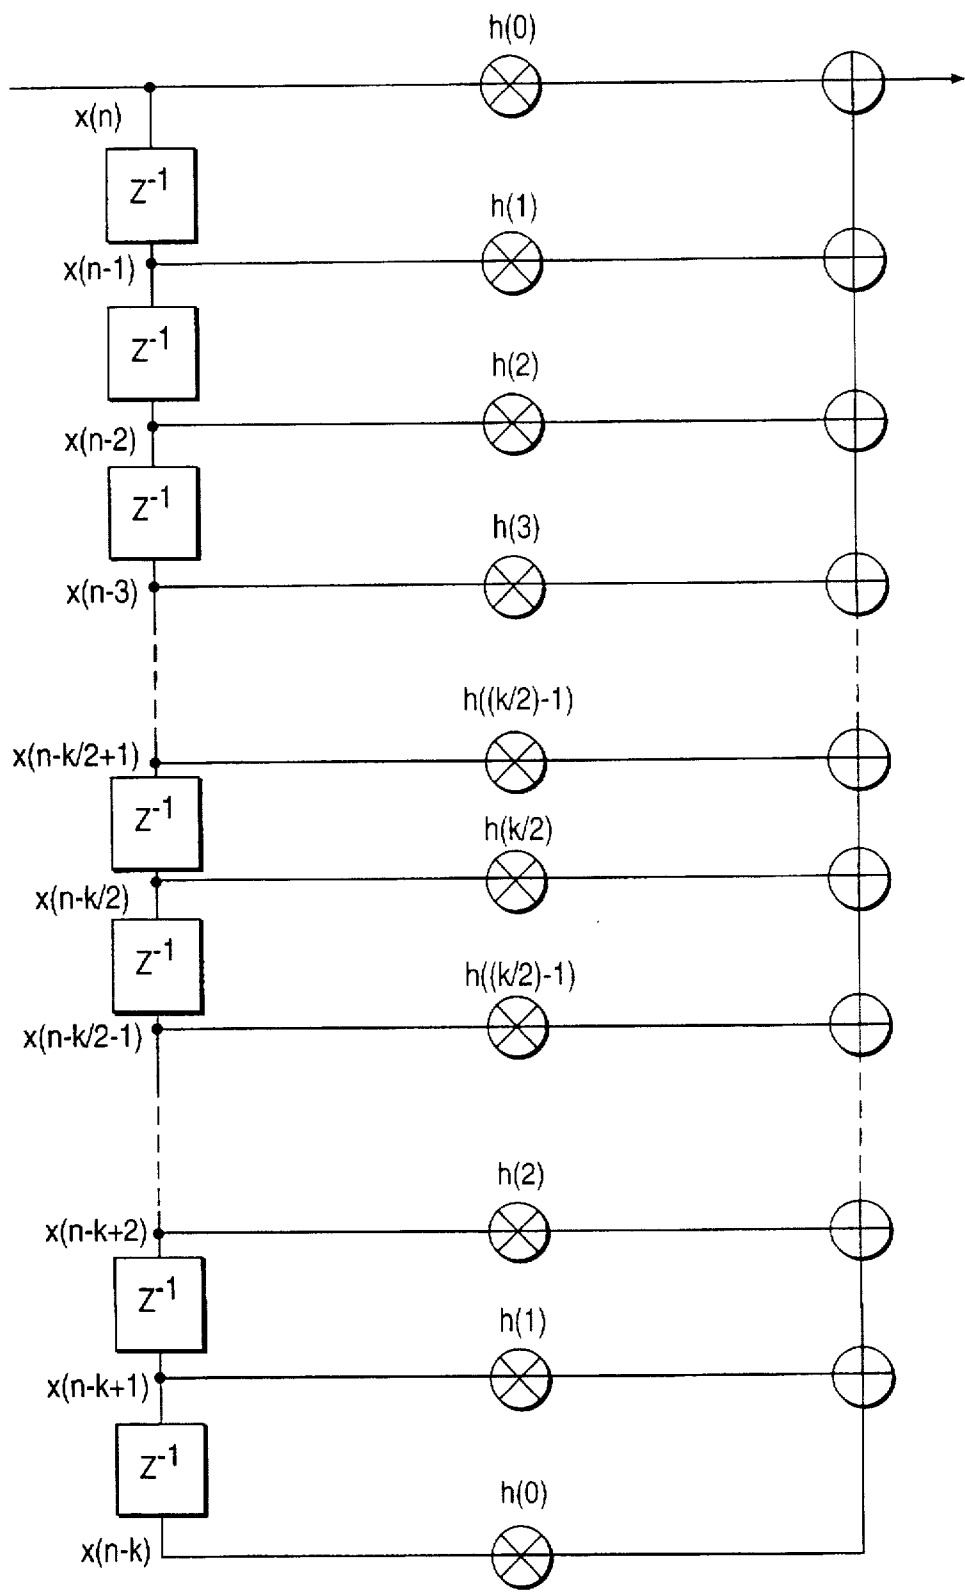 h(0)
x(n)
Z⁻¹
h(1)
x(n-1)
Z⁻¹
h(2)
x(n-2)
Z⁻¹
h(3)
x(n-3)
h((k/2)-1)
x(n-k/2+1)
Z⁻¹
h(k/2)
x(n-k/2)
Z⁻¹
h((k/2)-1)
x(n-k/2-1)
h(2)
x(n-k+2)
Z⁻¹
h(1)
x(n-k+1)
Z⁻¹
h(0)
x(n-k)